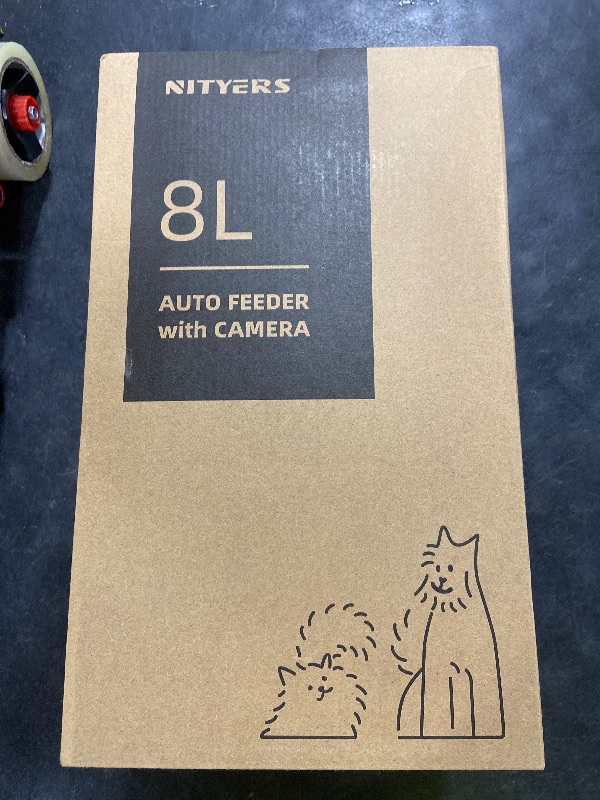 NITYERS
8L
AUTO FEEDER
with CAMERA